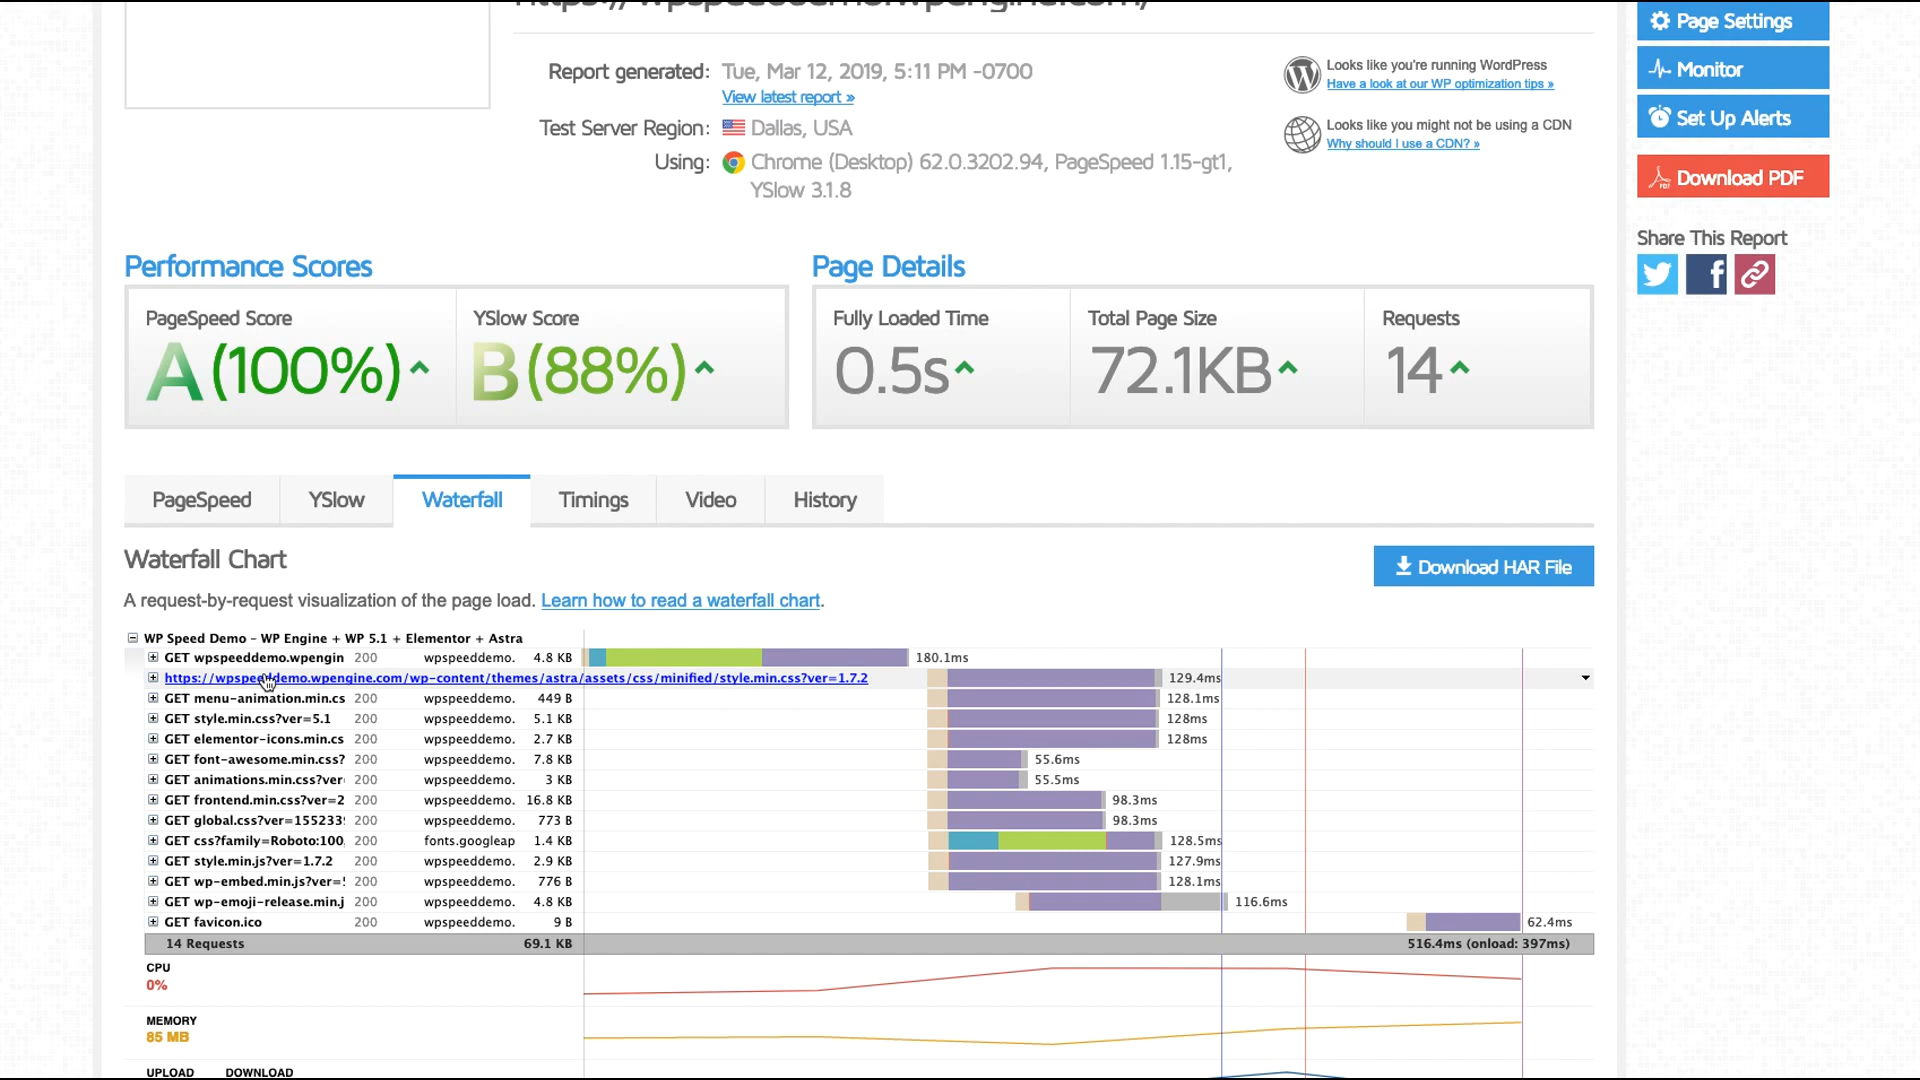 https://wpspeeddemo.wpengine.com/
Page Settings
Report generated: Tue, Mar 12, 2019, 5:11 PM -0700
View latest report »
Looks like you're running WordPress
Have a look at our WP optimization tips »
Monitor
Test Server Region: Dallas, USA
Looks like you might not be using a CDN
Why should I use a CDN? »
Set Up Alerts
Using: Chrome (Desktop) 62.0.3202.94, PageSpeed 1.15-gt1,
YSlow 3.1.8
PDF
Download PDF
Share This Report
Performance Scores
Page Details
PageSpeed Score
YSlow Score
Fully Loaded Time
Total Page Size
Requests
A (100%)
B (88%)
0.5s
72.1KB
14
PageSpeed
YSlow
Waterfall
Timings
Video
History
Waterfall Chart
Download HAR File
A request-by-request visualization of the page load. Learn how to read a waterfall chart.
WP Speed Demo - WP Engine + WP 5.1 + Elementor + Astra
GET wpspeeddemo.wpengin 200 wpspeeddemo. 4.8 KB 180.1ms
https://wpspeeddemo.wpengine.com/wp-content/themes/astra/assets/css/minified/style.min.css?ver=1.7.2 129.4ms
GET menu-animation.min.cs 200 wpspeeddemo. 449 B 128.1ms
GET style.min.css?ver=5.1 200 wpspeeddemo. 5.1 KB 128ms
GET elementor-icons.min.cs 200 wpspeeddemo. 2.7 KB 128ms
GET font-awesome.min.css? 200 wpspeeddemo. 7.8 KB 55.6ms
GET animations.min.css?ver 200 wpspeeddemo. 3 KB 55.5ms
GET frontend.min.css?ver=2 200 wpspeeddemo. 16.8 KB 98.3ms
GET global.css?ver=155233 200 wpspeeddemo. 773 B 98.3ms
GET css?family=Roboto:100, 200 fonts.googleap 1.4 KB 128.5ms
GET style.min.js?ver=1.7.2 200 wpspeeddemo. 2.9 KB 127.9ms
GET wp-embed.min.js?ver= 200 wpspeeddemo. 776 B 128.1ms
GET wp-emoji-release.min.j 200 wpspeeddemo. 4.8 KB 116.6ms
GET favicon.ico 200 wpspeeddemo. 9 B 62.4ms
14 Requests 69.1 KB 516.4ms (onload: 397ms)
CPU
0%
MEMORY
85 MB
UPLOAD DOWNLOAD